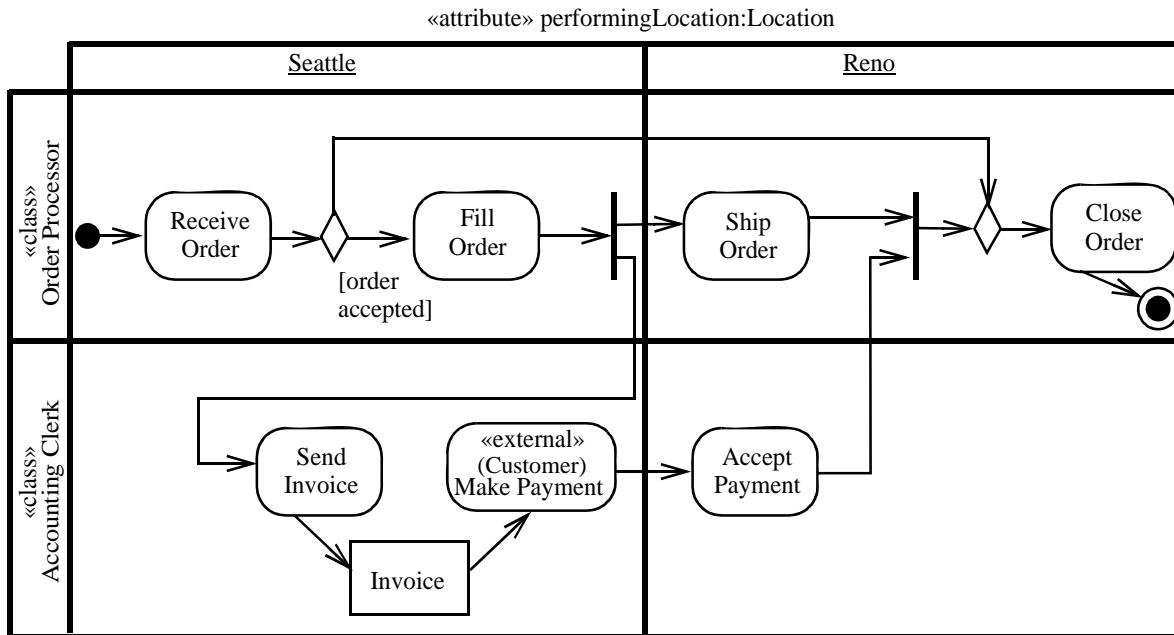 «attribute» performingLocation:Location
Seattle
Reno
«class»
Order Processor
Receive
Order
[order
accepted]
Fill
Order
Ship
Order
Close
Order
«class»
Accounting Clerk
Send
Invoice
Invoice
«external»
(Customer)
Make Payment
Accept
Payment